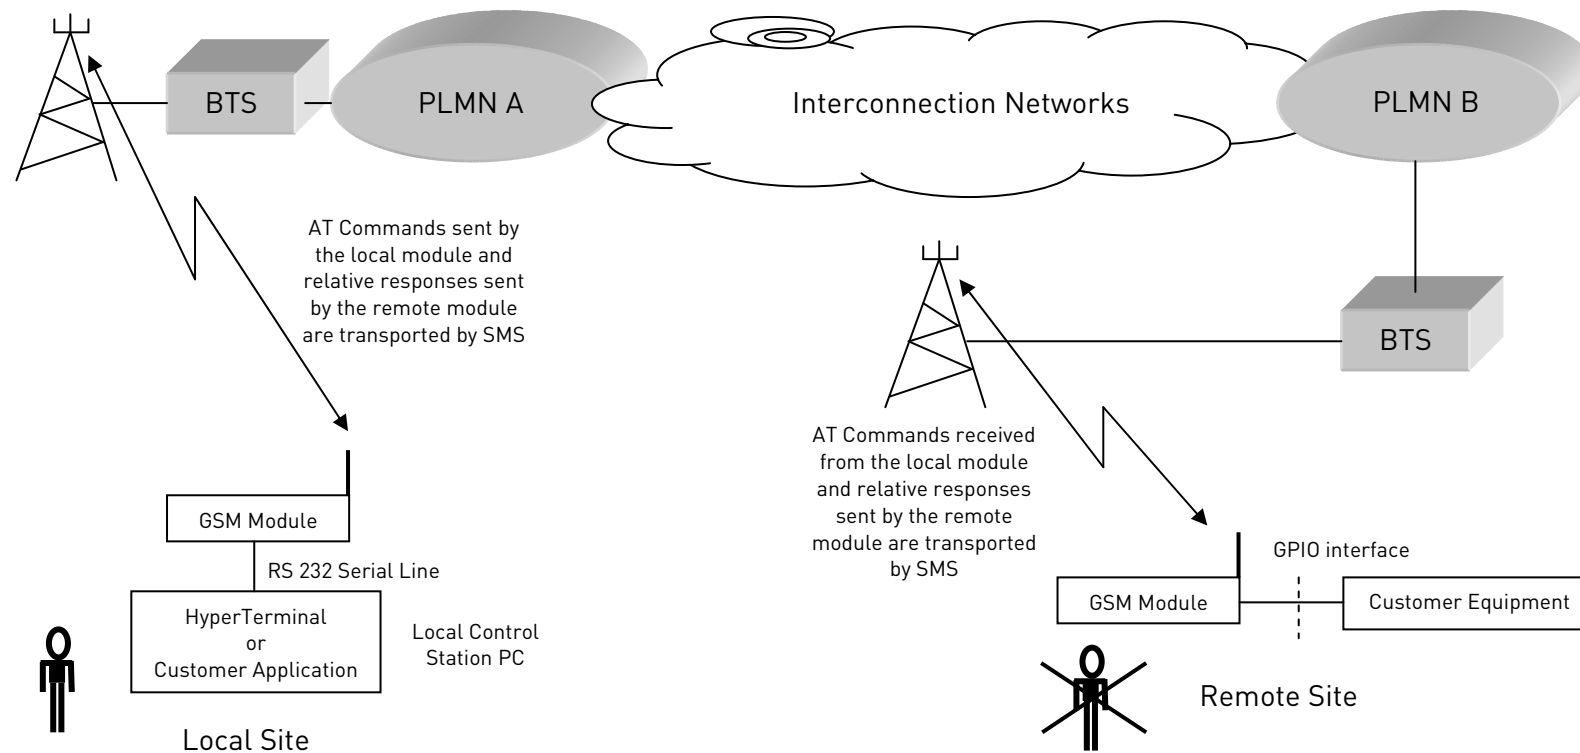 BTS
PLMN A
Interconnection Networks
PLMN B
AT Commands sent by
the local module and
relative responses sent
by the remote module
are transported by SMS
BTS
AT Commands received
from the local module
and relative responses
sent by the remote
module are transported
by SMS
GSM Module
RS 232 Serial Line
HyperTerminal
or
Customer Application
Local Control
Station PC
Local Site
GPIO interface
GSM Module
Customer Equipment
Remote Site